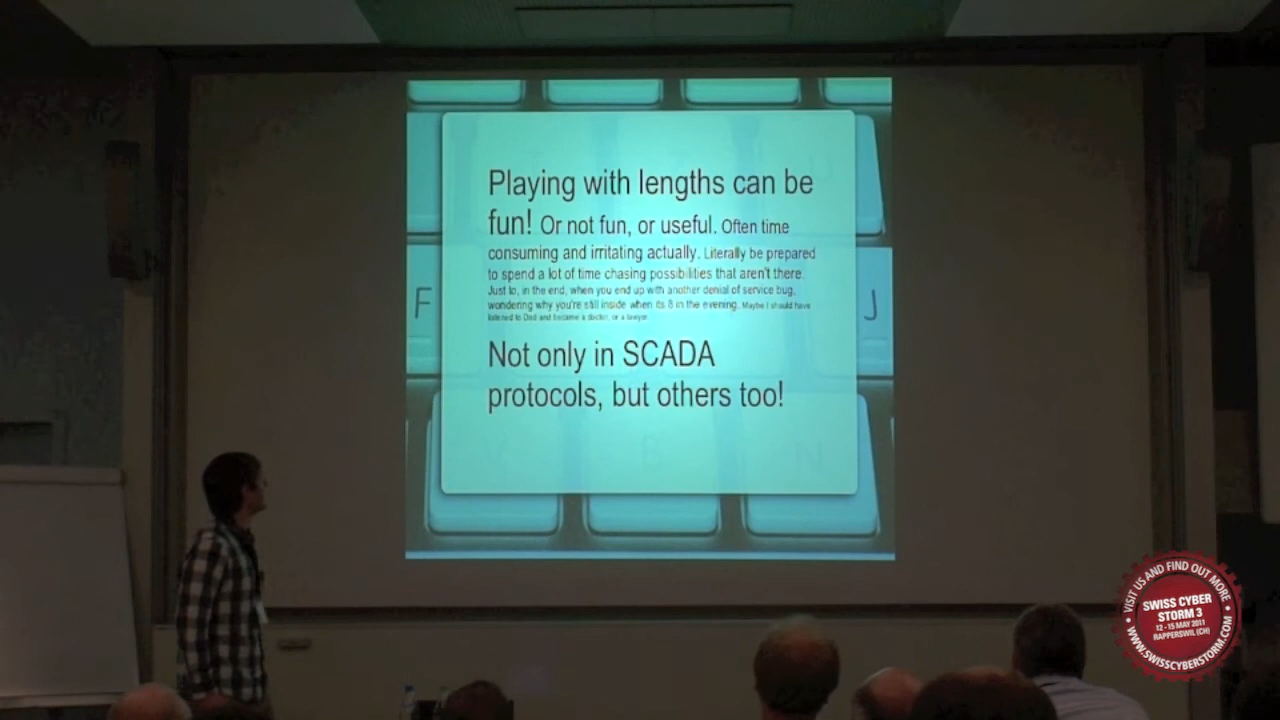 Playing with lengths can be
fun! Or not fun, or useful. Often time
consuming and irritating actually. Literally be prepared
to spend a lot of time chasing possibilities that aren't there.
Just to, in the end, when you end up with another denial of service bug,
wondering why you're still inside when its 8 in the evening. Maybe I should have
listened to Dad and became a doctor, or a lawyer.
Not only in SCADA
protocols, but others too!
F
J
V
B
N
VISIT US AND FIND OUT MORE
SWISS CYBER
STORM 3
12 - 15 MAY 2011
RAPPERSWIL (CH)
WWW.SWISSCYBERSTORM.COM